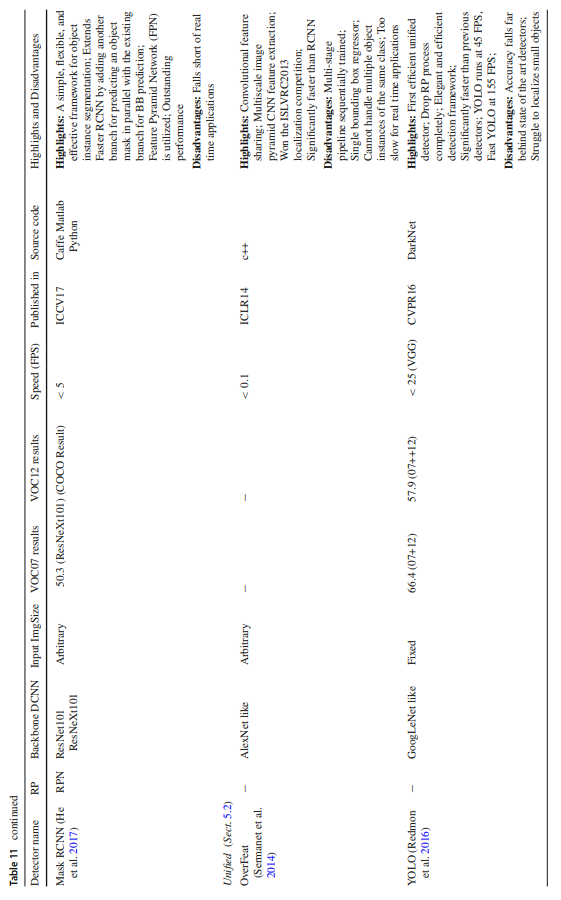 Table 11 continued
Detector name RP Backbone DCNN Input ImgSize VOC07 results VOC12 results Speed (FPS) Published in Source code Highlights and Disadvantages
Mask RCNN (He RPN ResNet101 Arbitrary 50.3 (ResNeXt101) (COCO Result) < 5 ICCV17 Caffe Matlab Highlights: A simple, flexible, and
et al. 2017) ResNeXt101 Python effective framework for object
instance segmentation; Extends
Faster RCNN by adding another
branch for predicting an object
mask in parallel with the existing
branch for BB prediction;
Feature Pyramid Network (FPN)
is utilized; Outstanding
performance
Disadvantages: Falls short of real
time applications
Unified (Sect. 5.2)
OverFeat – AlexNet like Arbitrary – – < 0.1 ICLR14 c++ Highlights: Convolutional feature
(Sermanet et al. sharing; Multiscale image
2014) pyramid CNN feature extraction;
Won the ISLVRC2013
localization competition;
Significantly faster than RCNN
Disadvantages: Multi-stage
pipeline sequentially trained;
Single bounding box regressor;
Cannot handle multiple object
instances of the same class; Too
slow for real time applications
YOLO (Redmon – GoogLeNet like Fixed 66.4 (07+12) 57.9 (07++12) < 25 (VGG) CVPR16 DarkNet Highlights: First efficient unified
et al. 2016) detector; Drop RP process
completely; Elegant and efficient
detection framework;
Significantly faster than previous
detectors; YOLO runs at 45 FPS,
Fast YOLO at 155 FPS;
Disadvantages: Accuracy falls far
behind state of the art detectors;
Struggle to localize small objects